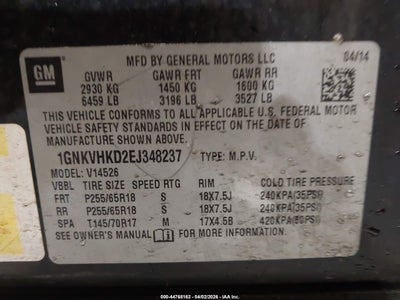 MFD BY GENERAL MOTORS LLC 04/14
GM
GVWR GAWR FRT GAWR RR
2930 KG 1450 KG 1600 KG
6459 LB 3196 LB 3527 LB
THIS VEHICLE CONFORMS TO ALL APPLICABLE
U.S. FEDERAL MOTOR
VEHICLE SAFETY STANDARDS IN EFFECT ON THE DATE OF
MANUFACTURE SHOWN ABOVE.
1GNKVHKD2EJ348237 TYPE: M.P.V.
MODEL: V14526
VBBL TIRE SIZE SPEED RTG RIM COLD TIRE PRESSURE
FRT P255/65R18 S 18X7.5J 240KPA(35PSI)
RR P255/65R18 S 18X7.5J 240KPA(35PSI)
SPA T145/70R17 M 17X4.5B 420KPA(60PSI)
SEE OWNER'S MANUAL FOR MORE INFORMATION.
000-44768162 - 04/02/2026 - IAA Inc.